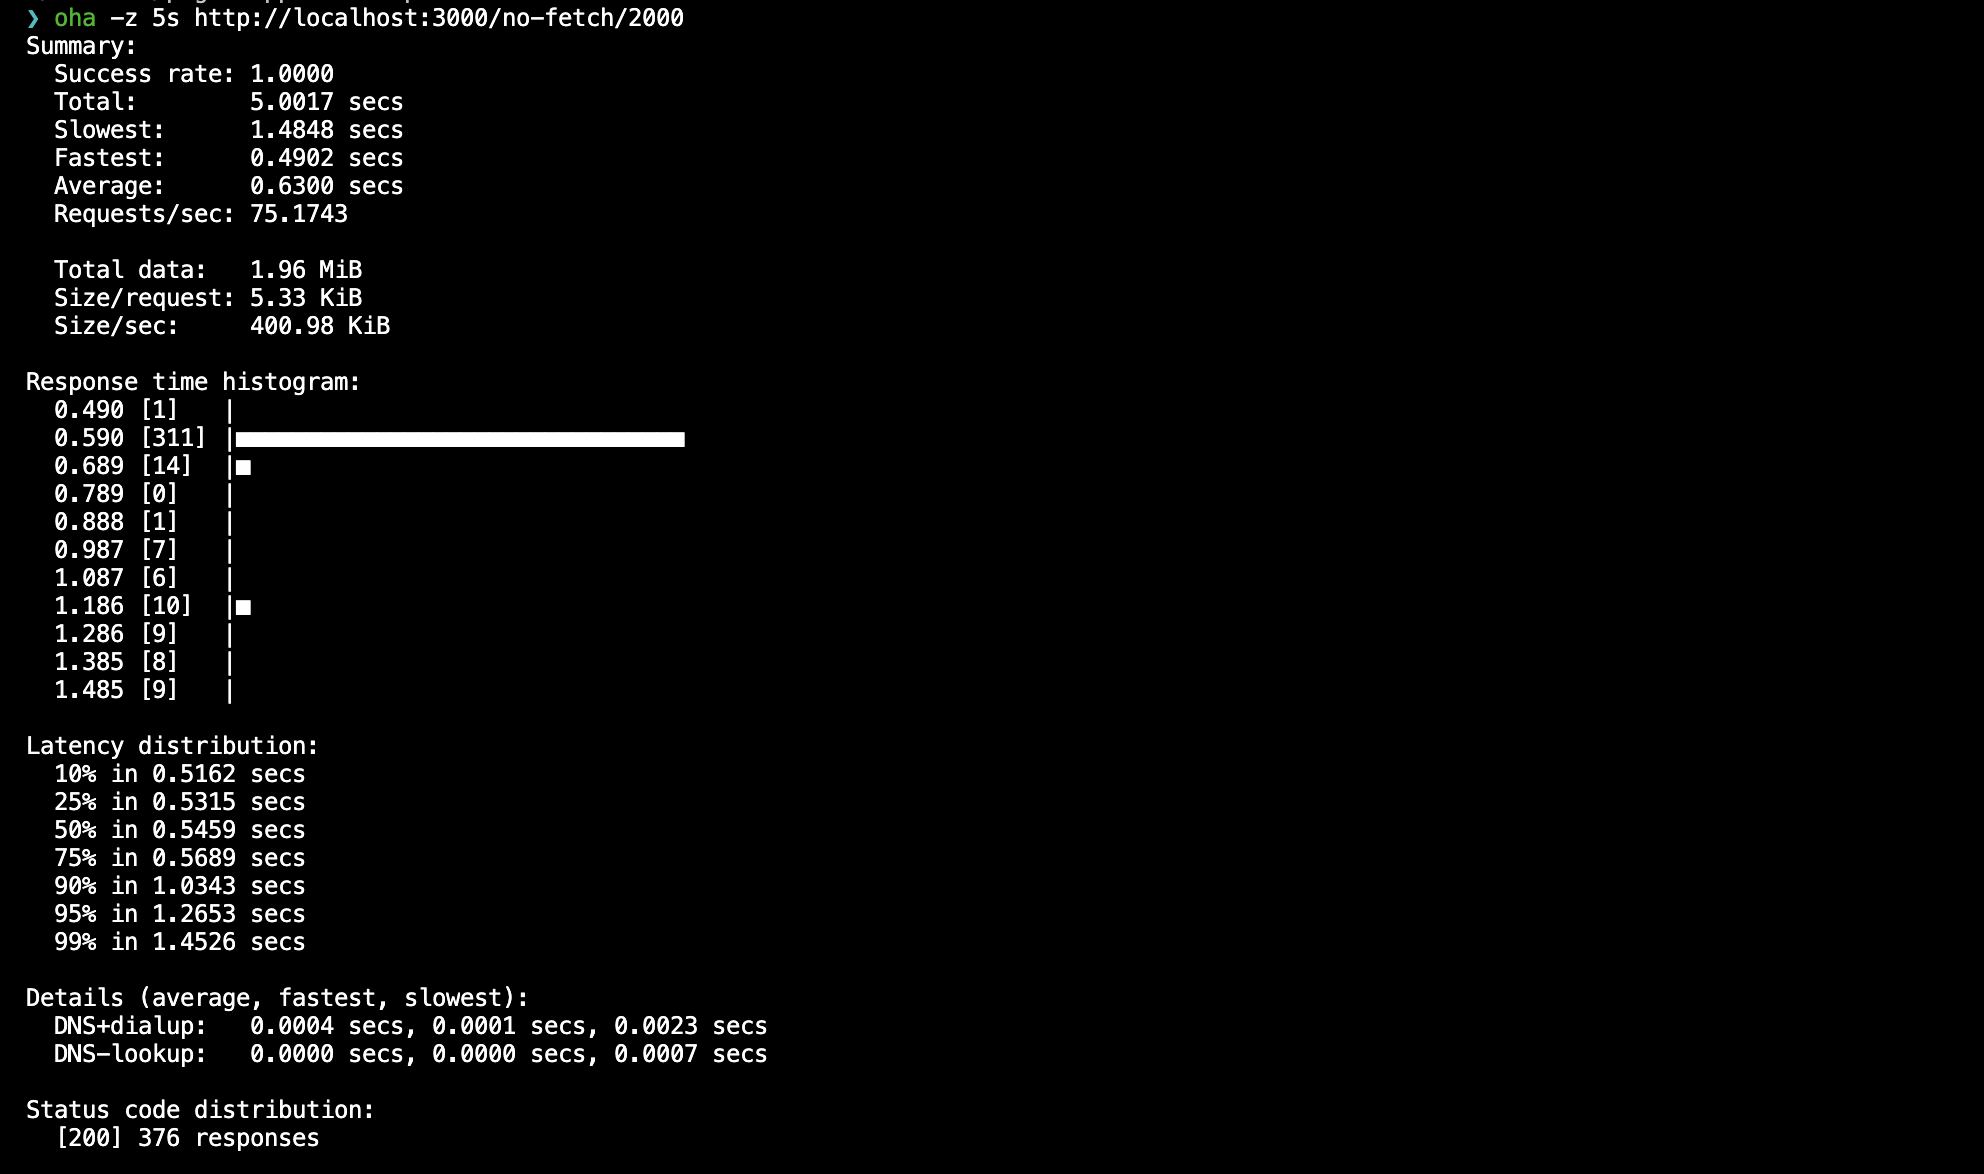 ❯ oha -z 5s http://localhost:3000/no-fetch/2000
Summary:
  Success rate: 1.0000
  Total:        5.0017 secs
  Slowest:      1.4848 secs
  Fastest:      0.4902 secs
  Average:      0.6300 secs
  Requests/sec: 75.1743

  Total data:   1.96 MiB
  Size/request: 5.33 KiB
  Size/sec:     400.98 KiB

Response time histogram:
  0.490 [1]   |
  0.590 [311] |■■■■■■■■■■■■■■■■■■■■■■■■■■■■■■■■
  0.689 [14]  |■
  0.789 [0]   |
  0.888 [1]   |
  0.987 [7]   |
  1.087 [6]   |
  1.186 [10]  |■
  1.286 [9]   |
  1.385 [8]   |
  1.485 [9]   |

Latency distribution:
  10% in 0.5162 secs
  25% in 0.5315 secs
  50% in 0.5459 secs
  75% in 0.5689 secs
  90% in 1.0343 secs
  95% in 1.2653 secs
  99% in 1.4526 secs

Details (average, fastest, slowest):
  DNS+dialup:   0.0004 secs, 0.0001 secs, 0.0023 secs
  DNS-lookup:   0.0000 secs, 0.0000 secs, 0.0007 secs

Status code distribution:
  [200] 376 responses